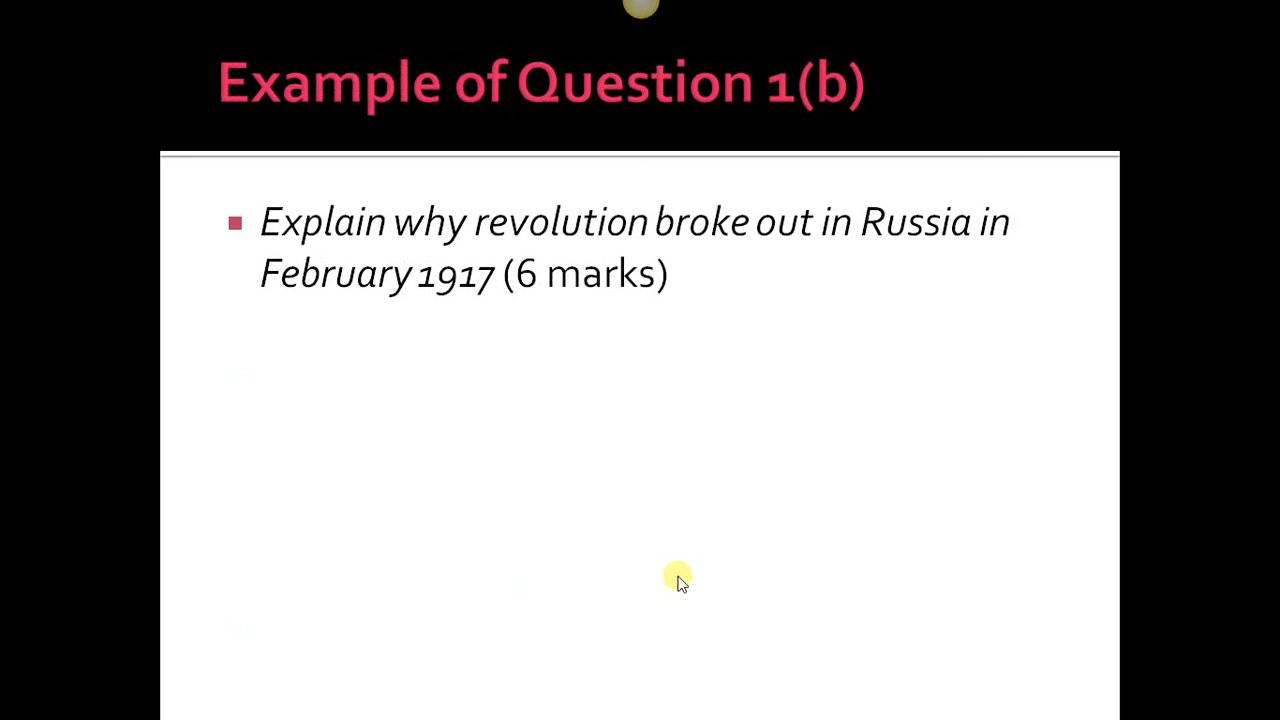 Example of Question 1(b)
Explain why revolution broke out in Russia in
February 1917 (6 marks)